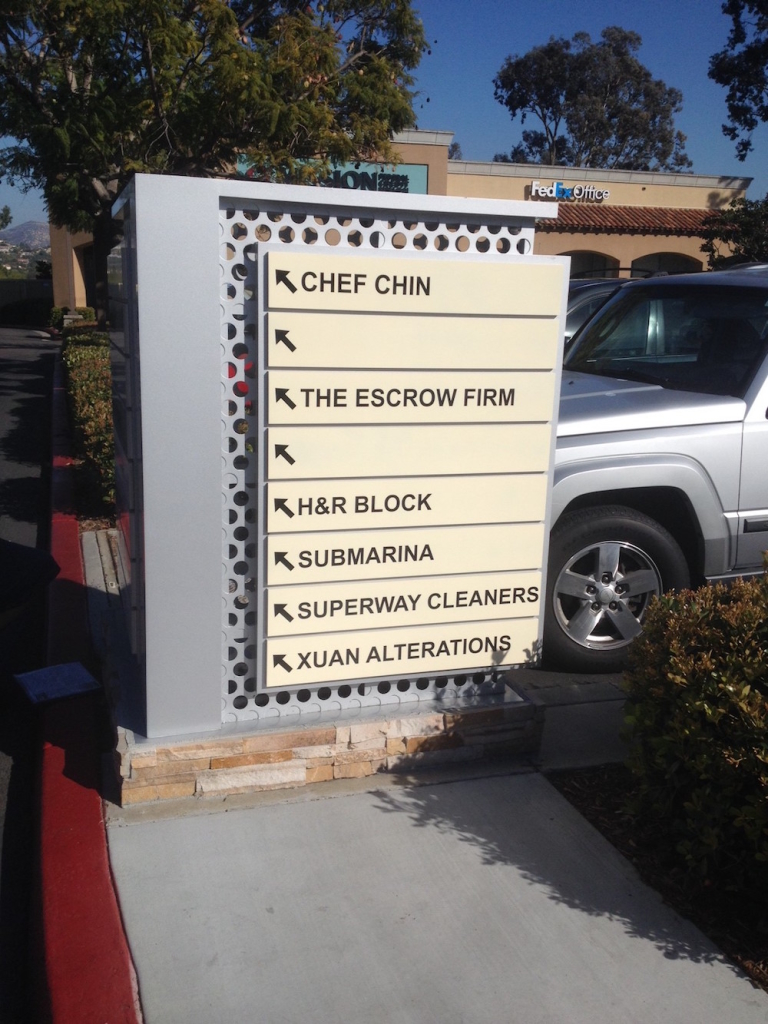 FedEx Office
CHEF CHIN
THE ESCROW FIRM
H&R BLOCK
SUBMARINA
SUPERWAY CLEANERS
XUAN ALTERATIONS